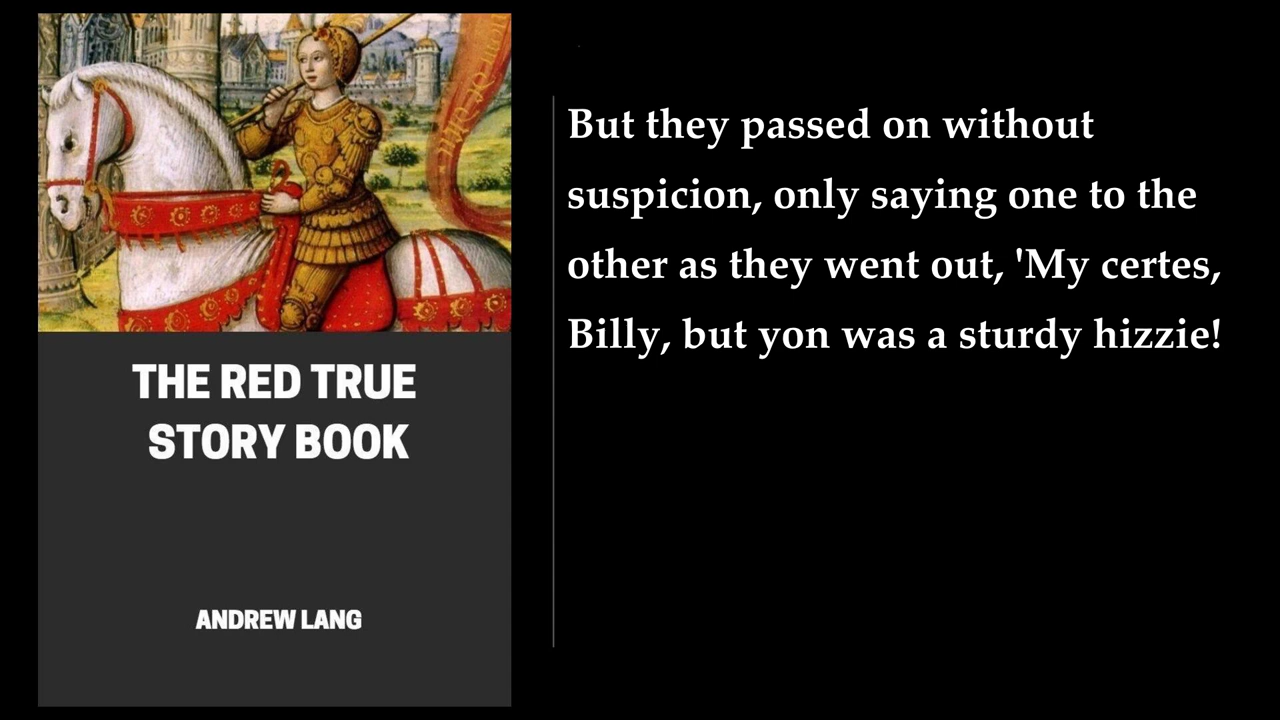 THE RED TRUE
STORY BOOK
ANDREW LANG
But they passed on without
suspicion, only saying one to the
other as they went out, 'My certes,
Billy, but yon was a sturdy hizzie!